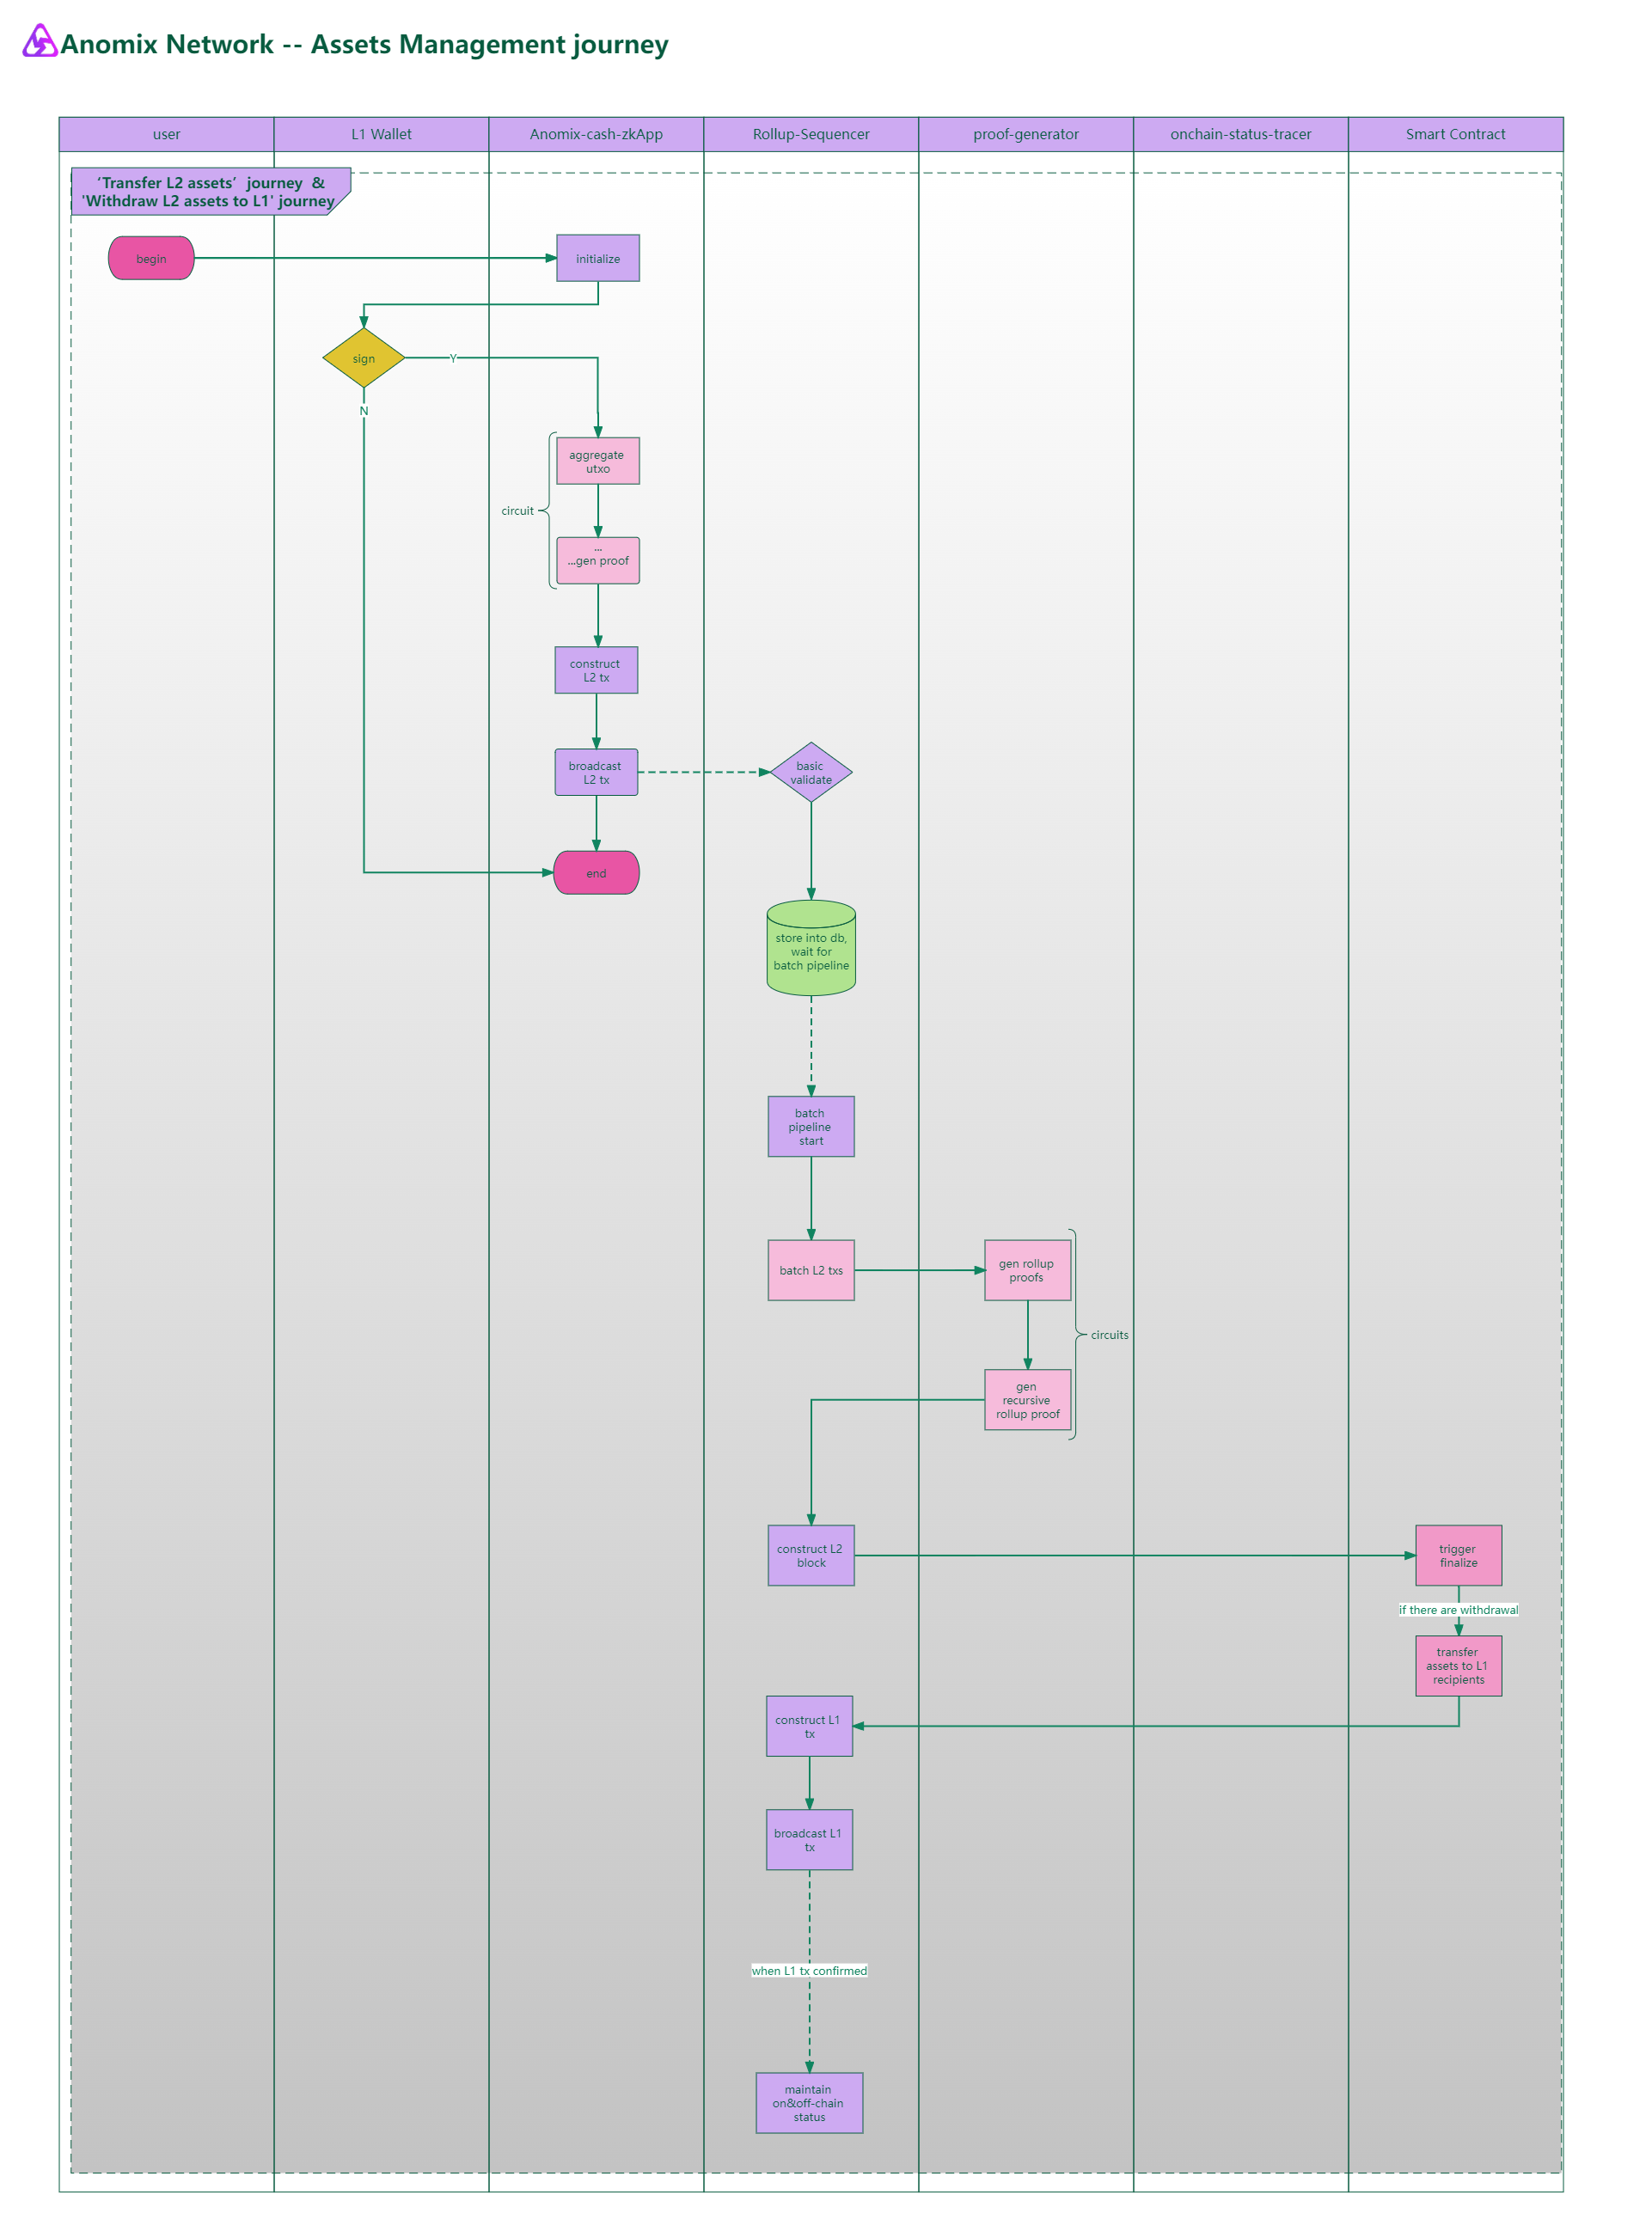 Anomix Network -- Assets Management journey
user
L1 Wallet
Anomix-cash-zkApp
Rollup-Sequencer
proof-generator
onchain-status-tracer
Smart Contract
‘Transfer L2 assets’ journey &
'Withdraw L2 assets to L1' journey
begin
initialize
sign
Y
N
aggregate
utxo
circuit
...
...gen proof
construct
L2 tx
broadcast
L2 tx
basic
validate
end
store into db,
wait for
batch pipeline
batch
pipeline
start
batch L2 txs
gen rollup
proofs
circuits
gen
recursive
rollup proof
construct L2
block
trigger
finalize
if there are withdrawal
transfer
assets to L1
recipients
construct L1
tx
broadcast L1
tx
when L1 tx confirmed
maintain
on&off-chain
status